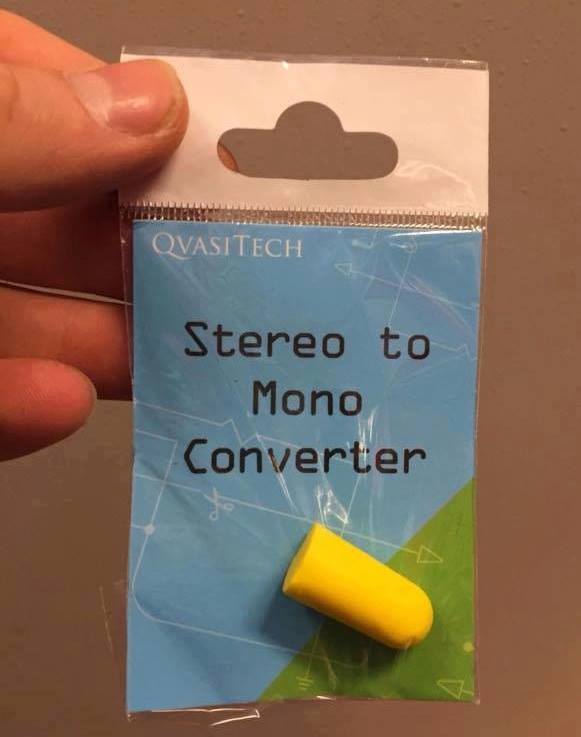 QVASITECH
Stereo to
Mono
Converter